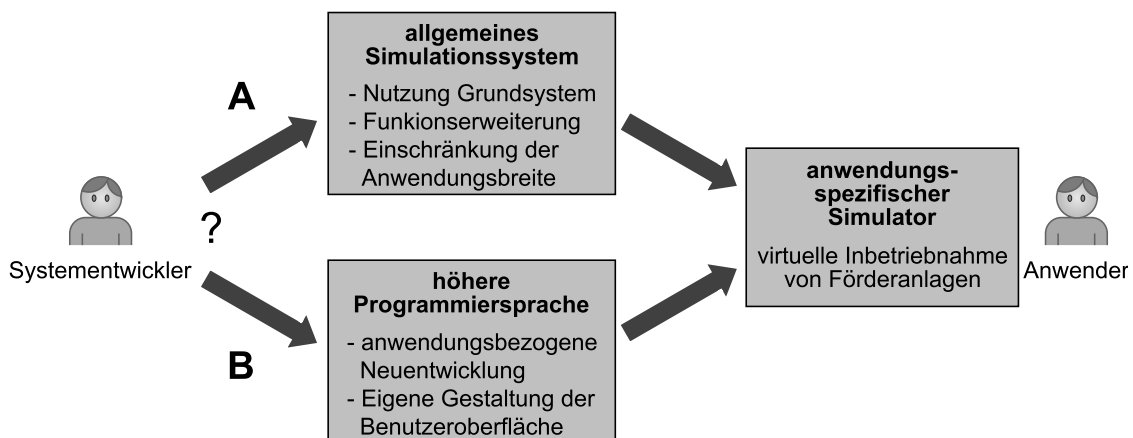 allgemeines
Simulationssystem
- Nutzung Grundsystem
- Funkionserweiterung
- Einschränkung der
Anwendungsbreite
A
?
Systementwickler
B
höhere
Programmiersprache
- anwendungsbezogene
Neuentwicklung
- Eigene Gestaltung der
Benutzeroberfläche
anwendungs-
spezifischer
Simulator
virtuelle Inbetriebnahme
von Förderanlagen
Anwender